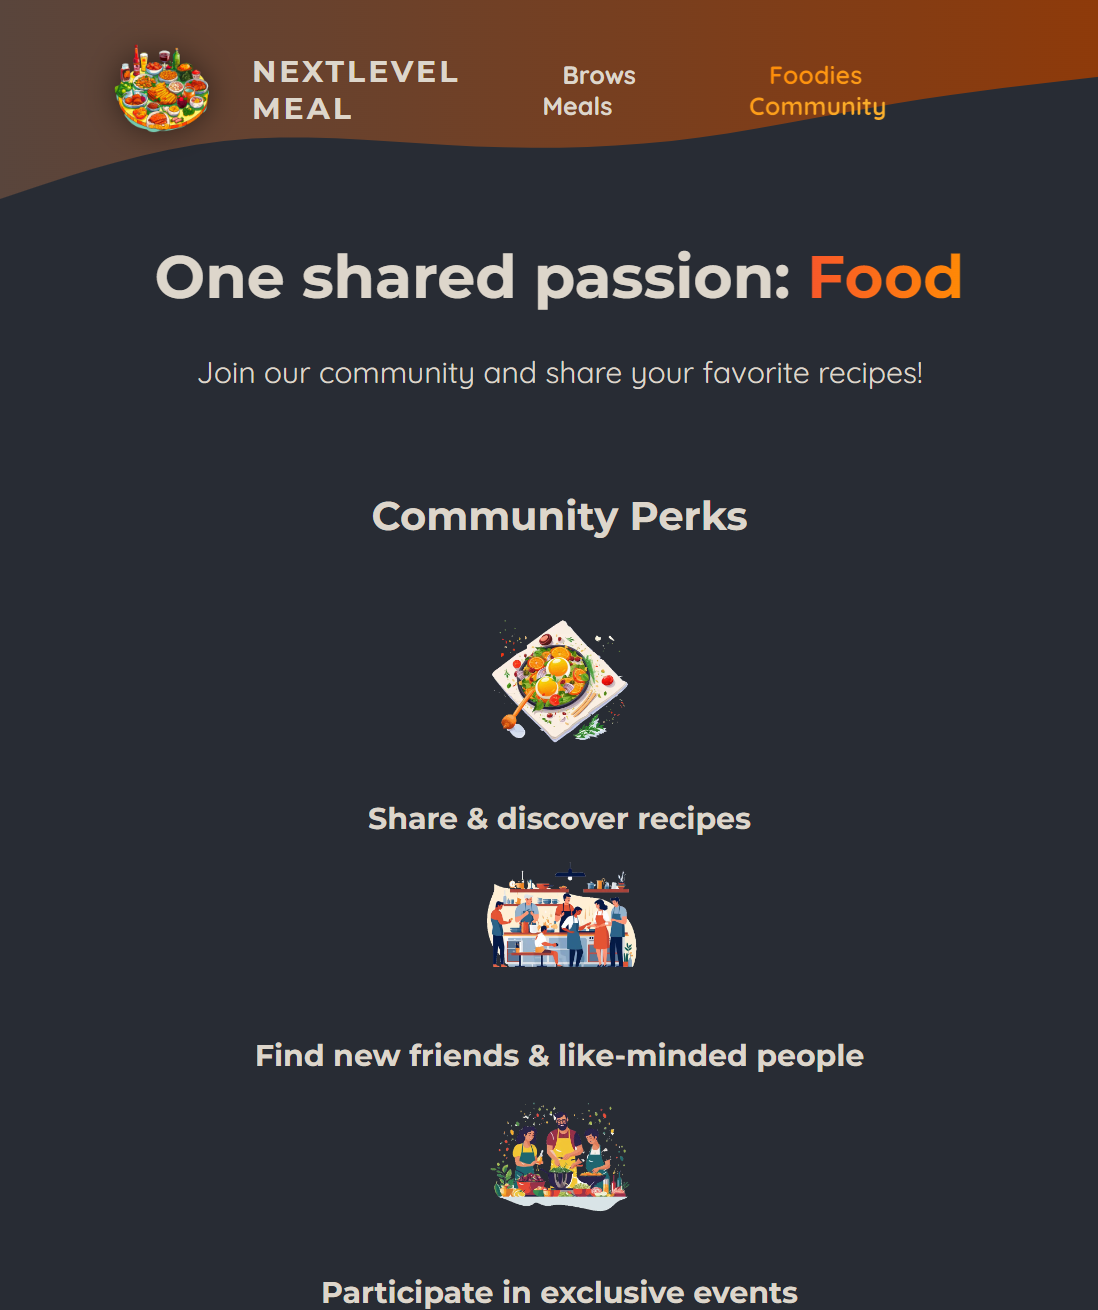 NEXTLEVEL
MEAL
Brows
Meals
Foodies
Community
One shared passion: Food
Join our community and share your favorite recipes!
Community Perks
Share & discover recipes
Find new friends & like-minded people
Participate in exclusive events